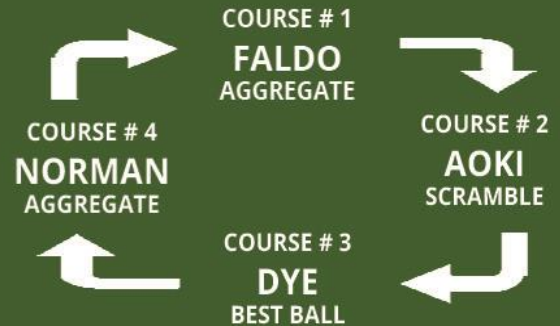 COURSE # 1
FALDO
AGGREGATE
COURSE # 2
AOKI
SCRAMBLE
COURSE # 3
DYE
BEST BALL
COURSE # 4
NORMAN
AGGREGATE